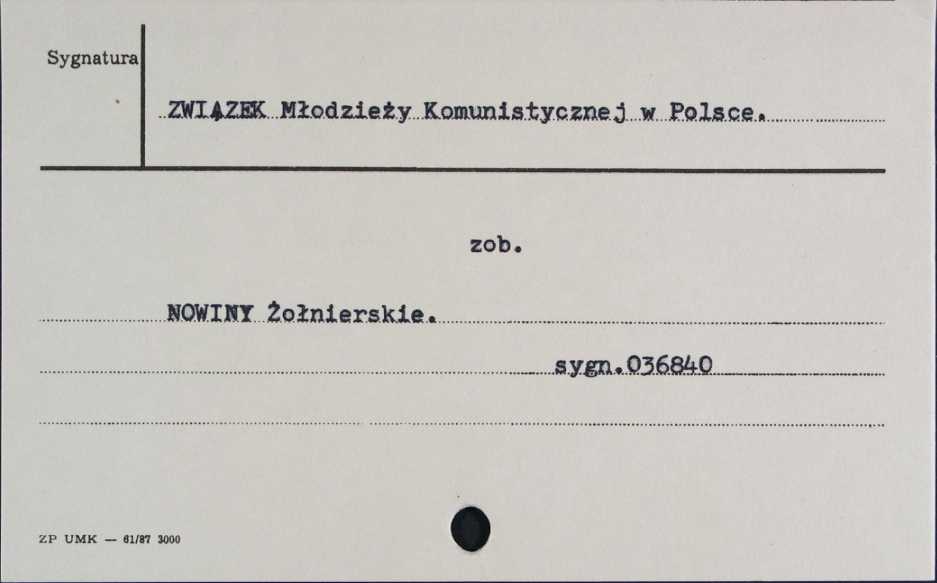 Sygnatura
ZWIĄZEK Młodzieży Komunistycznej w Polsce.
zob.
NOWINY Żołnierskie.
sygn.036840
ZP UMK — 61/87 3000